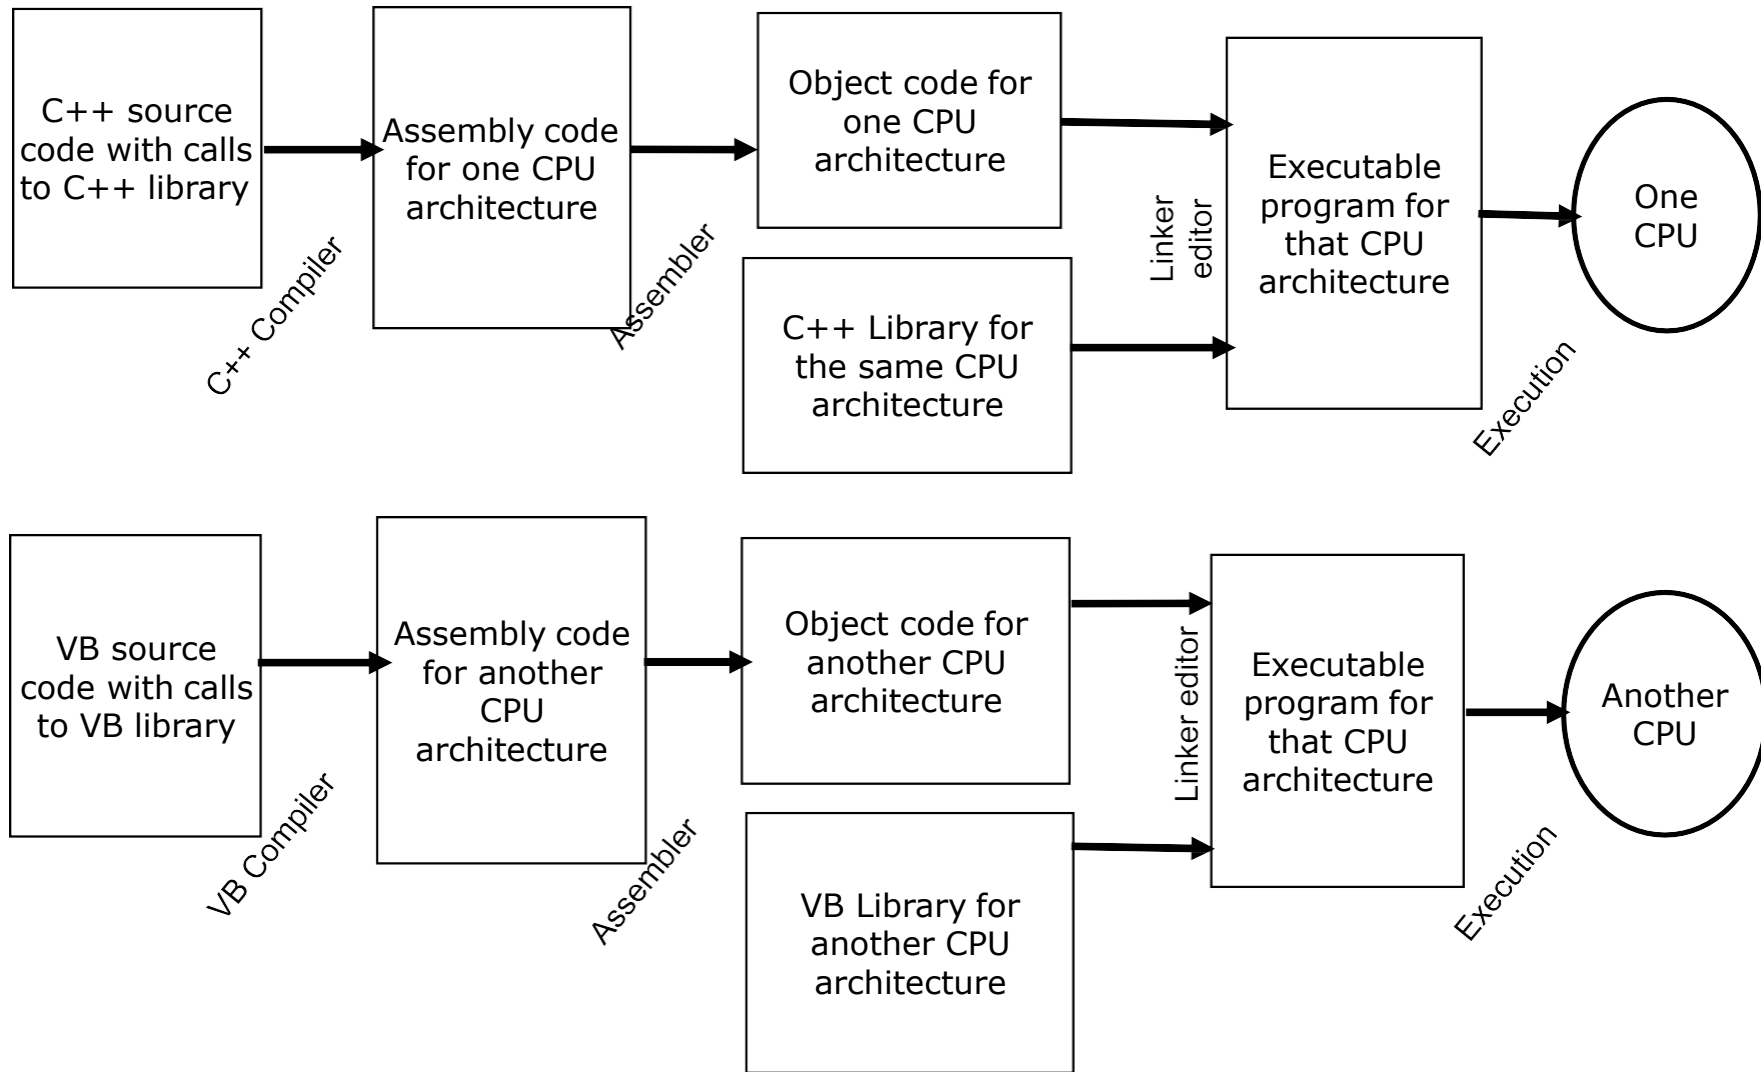 C++ source
code with calls
to C++ library
C++ Compiler
Assembly code
for one CPU
architecture
Assembler
Object code for
one CPU
architecture
C++ Library for
the same CPU
architecture
Linker
editor
Executable
program for
that CPU
architecture
Execution
One
CPU
VB source
code with calls
to VB library
VB Compiler
Assembly code
for another
CPU
architecture
Assembler
Object code for
another CPU
architecture
VB Library for
another CPU
architecture
Linker editor
Executable
program for
that CPU
architecture
Execution
Another
CPU